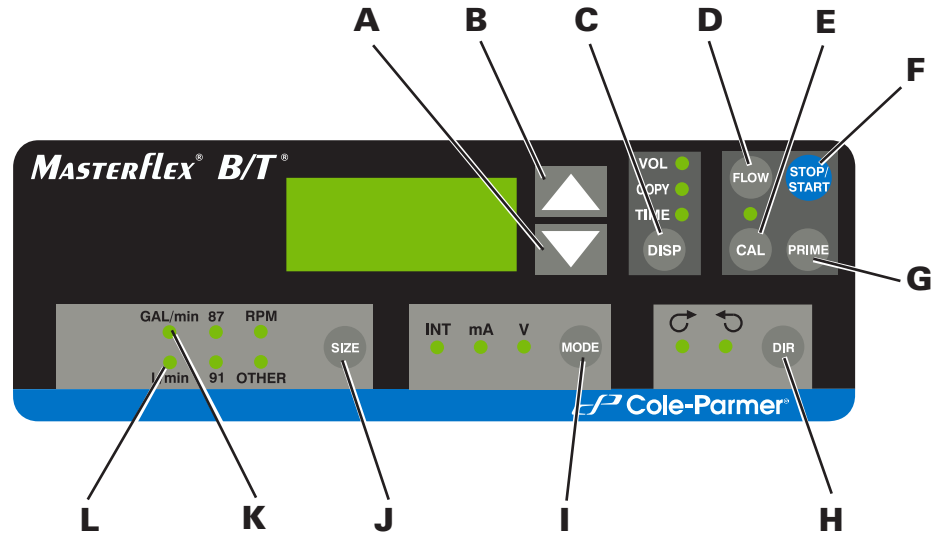 A B C D E F
MASTERflex® B/T®
VOL
COPY
TIME
DISP
FLOW
STOP/
START
CAL
PRIME
G
GAL/min 87 RPM
SIZE
91 OTHER
INT mA V
MODE
DIR
Cole-Parmer®
L K J I H